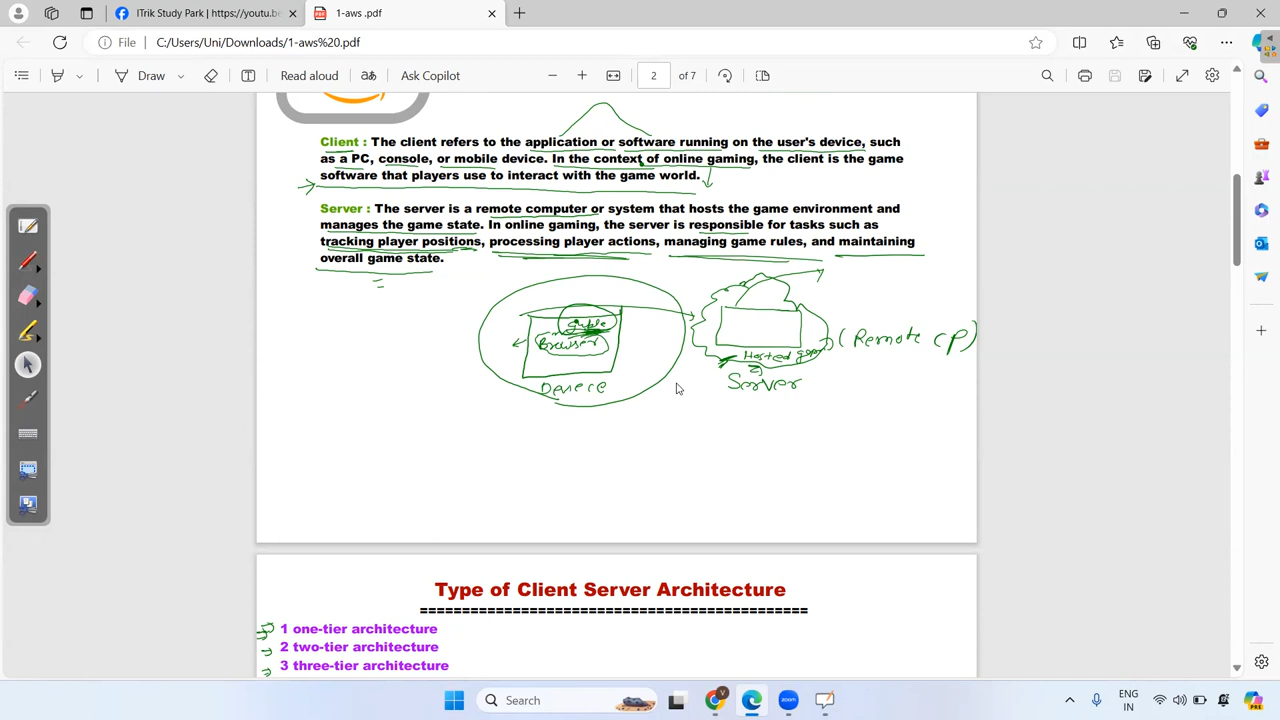 ITrik Study Park | https://youtu.be
1-aws .pdf
File
C:/Users/Uni/Downloads/1-aws%20.pdf
Draw
Read aloud
Ask Copilot
2
of 7
Client : The client refers to the application or software running on the user's device, such
as a PC, console, or mobile device. In the context of online gaming, the client is the game
software that players use to interact with the game world.
Server : The server is a remote computer or system that hosts the game environment and
manages the game state. In online gaming, the server is responsible for tasks such as
tracking player positions, processing player actions, managing game rules, and maintaining
overall game state.
Browser
Hosted
(Remote CP)
Server
Type of Client Server Architecture
==============================================
1 one-tier architecture
2 two-tier architecture
3 three-tier architecture
Search
V
zoom
ENG
IN
PRE